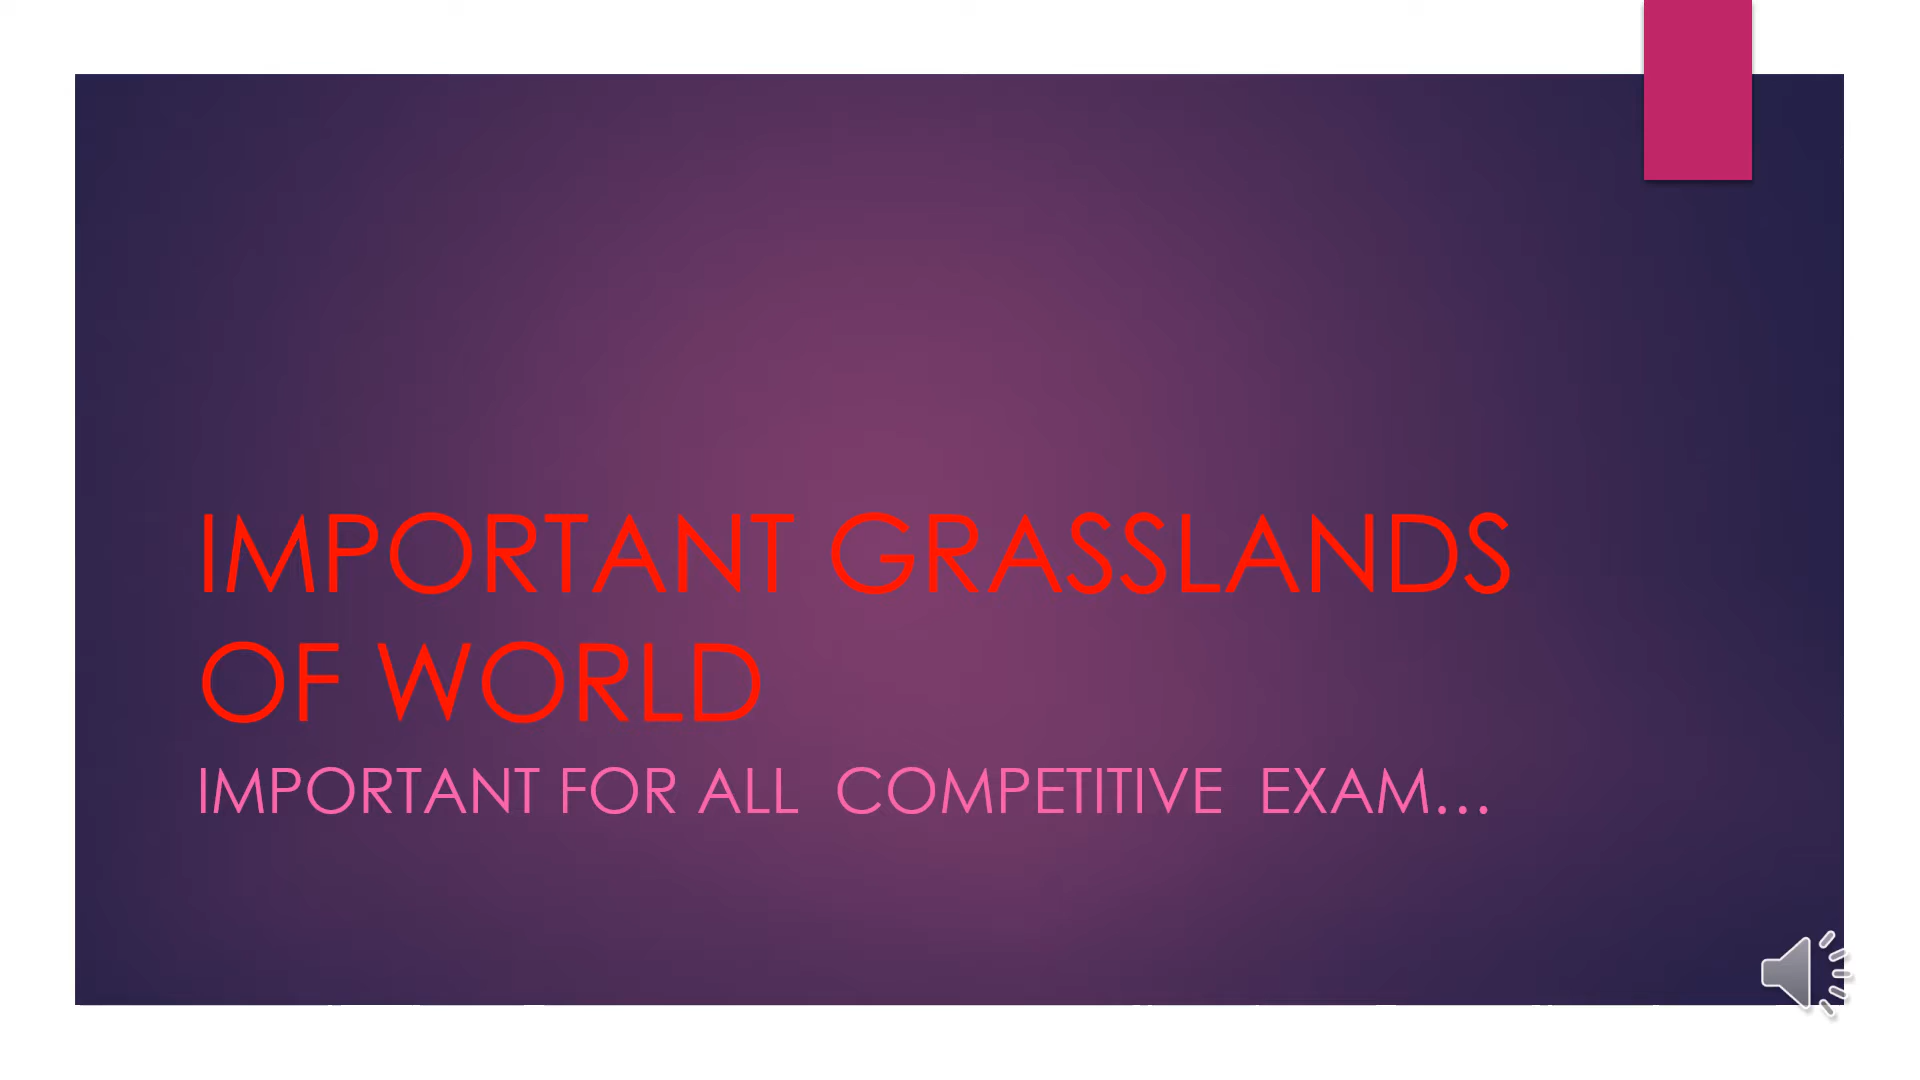 IMPORTANT GRASSLANDS
OF WORLD
IMPORTANT FOR ALL COMPETITIVE EXAM...